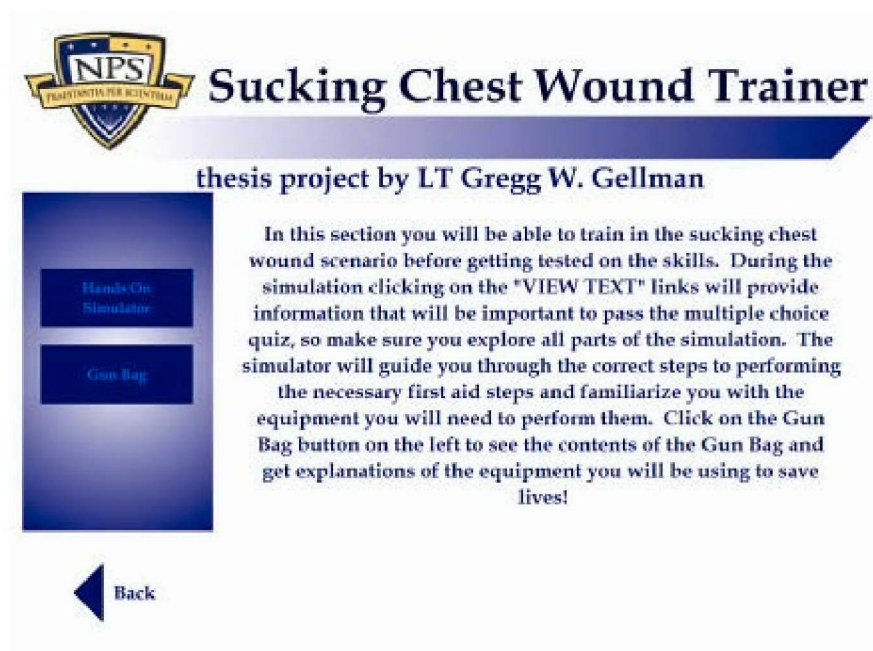 NPS
PRAESTANTIA PER SCIENTIAM
Sucking Chest Wound Trainer
thesis project by LT Gregg W. Gellman
Hands On
Simulator
Gun Bag
In this section you will be able to train in the sucking chest
wound scenario before getting tested on the skills. During the
simulation clicking on the "VIEW TEXT" links will provide
information that will be important to pass the multiple choice
quiz, so make sure you explore all parts of the simulation. The
simulator will guide you through the correct steps to performing
the necessary first aid steps and familiarize you with the
equipment you will need to perform them. Click on the Gun
Bag button on the left to see the contents of the Gun Bag and
get explanations of the equipment you will be using to save
lives!
Back